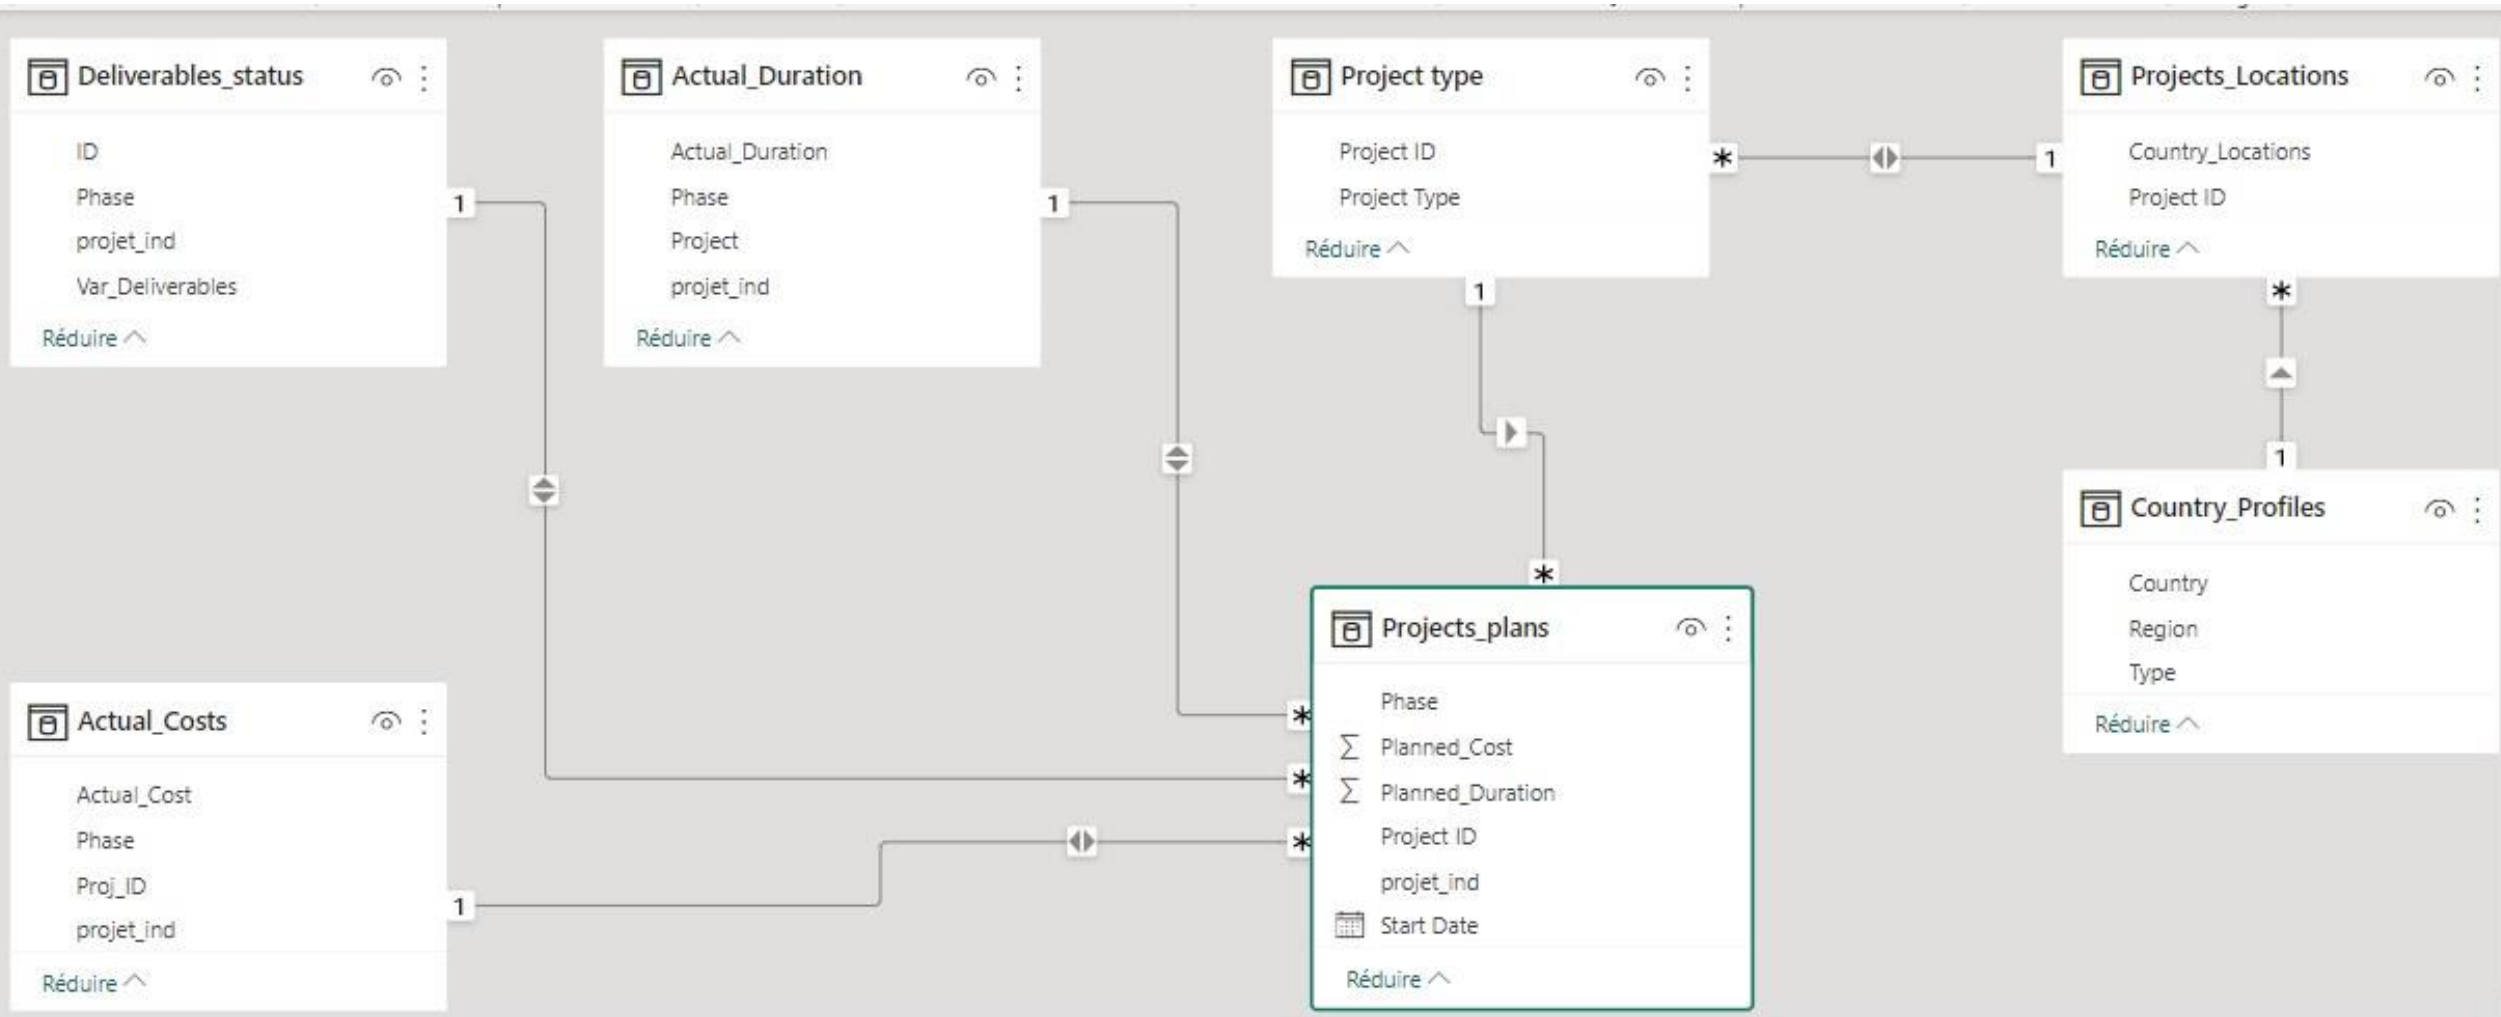 Deliverables_status
ID
Phase
projet_ind
Var_Deliverables
Réduire
1
Actual_Duration
Actual_Duration
Phase
Project
projet_ind
Réduire
1
Project type
Project ID
Project Type
Réduire
* 1
1
*
Projects_Locations
Country_Locations
Project ID
Réduire
*
1
Country_Profiles
Country
Region
Type
Réduire
Actual_Costs
Actual_Cost
Phase
Proj_ID
projet_ind
Réduire
1
*
*
*
Projects_plans
Phase
Σ Planned_Cost
Σ Planned_Duration
Project ID
projet_ind
Start Date
Réduire